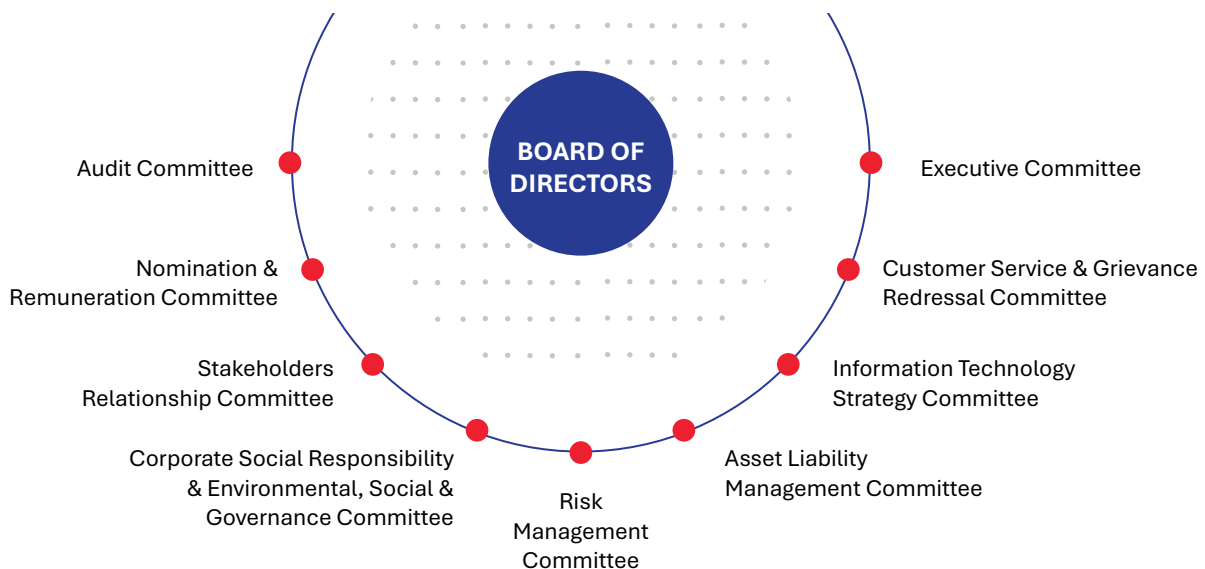 BOARD OF
DIRECTORS
Audit Committee
Nomination &
Remuneration Committee
Stakeholders
Relationship Committee
Corporate Social Responsibility
& Environmental, Social &
Governance Committee
Risk
Management
Committee
Asset Liability
Management Committee
Information Technology
Strategy Committee
Customer Service & Grievance
Redressal Committee
Executive Committee